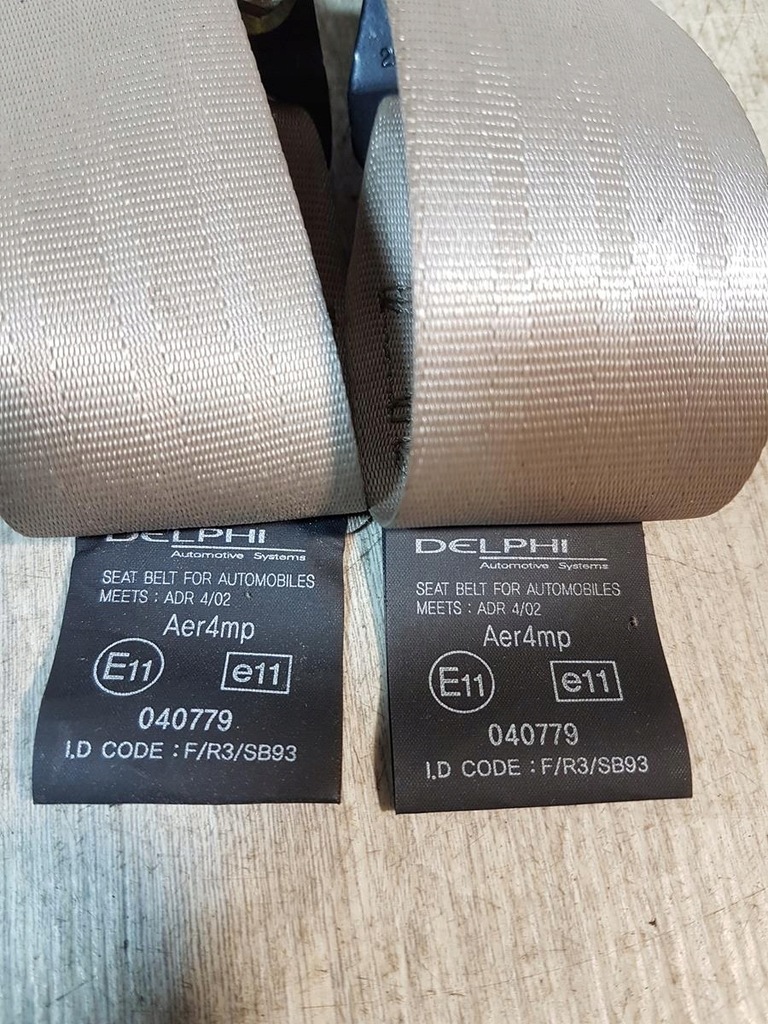 2
DELPHI
Automotive Systems
SEAT BELT FOR AUTOMOBILES
MEETS : ADR 4/02
Aer4mp
E11 e11
040779
I.D CODE : F/R3/SB93
DELPHI
Automotive Systems
SEAT BELT FOR AUTOMOBILES
MEETS : ADR 4/02
Aer4mp
E11 e11
040779
I.D CODE : F/R3/SB93